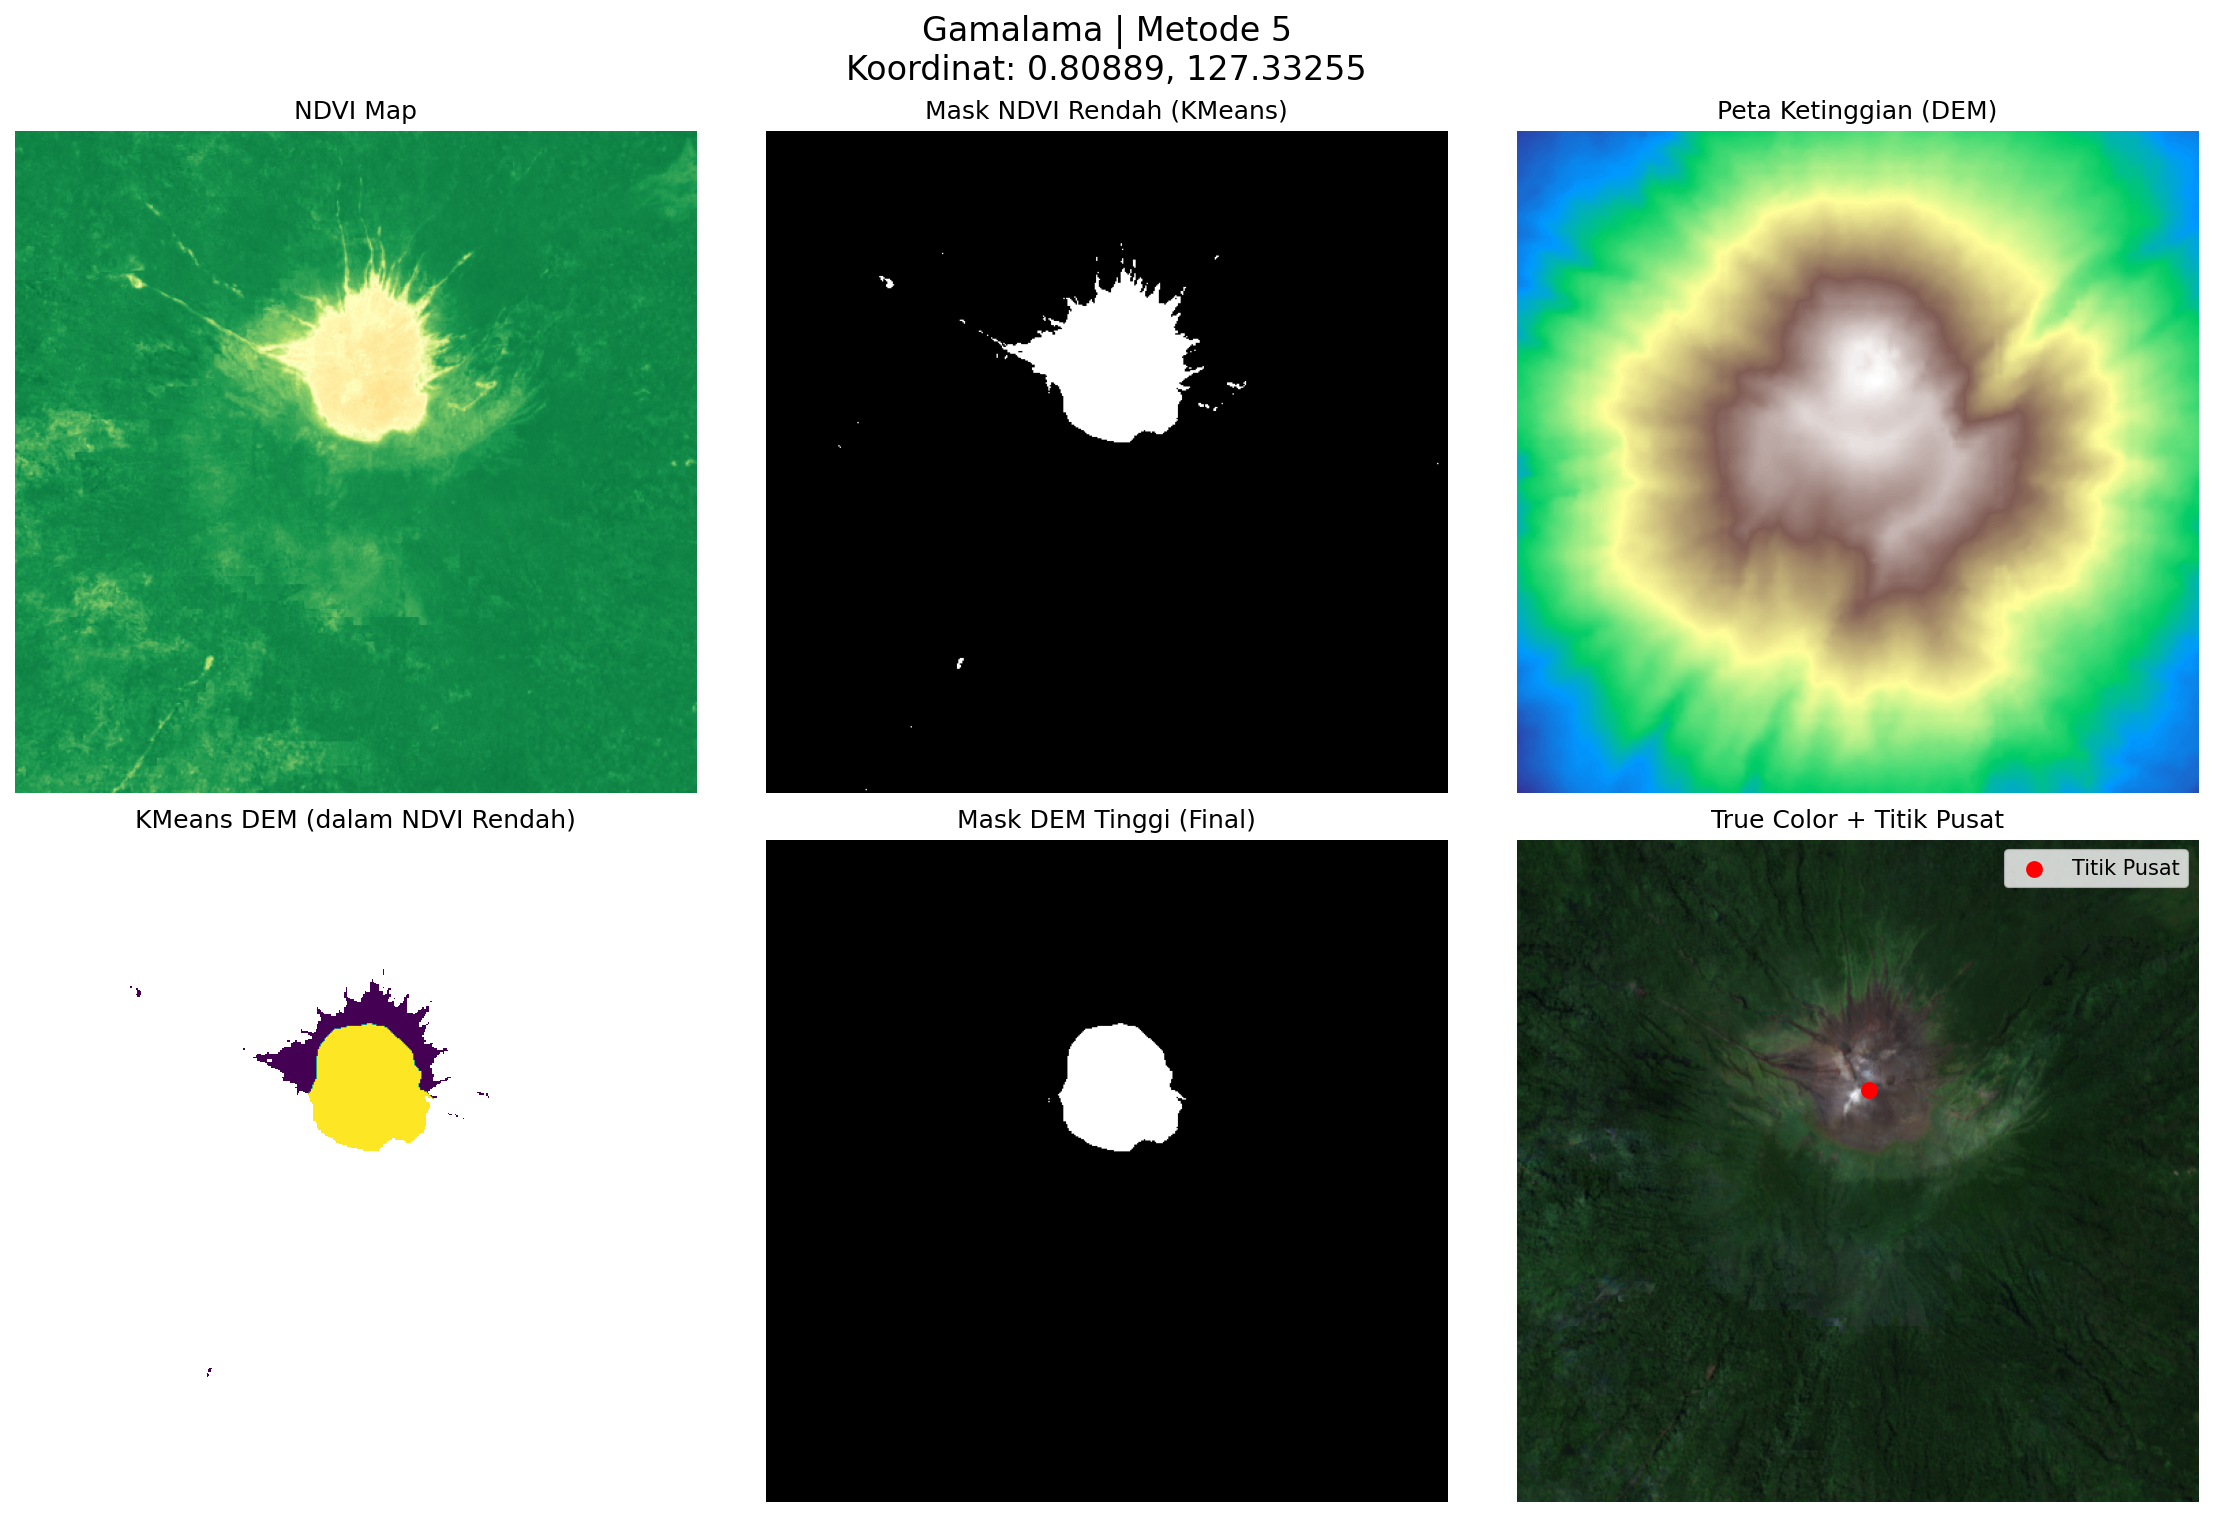 Gamalama | Metode 5
Koordinat: 0.80889, 127.33255
NDVI Map
Mask NDVI Rendah (KMeans)
Peta Ketinggian (DEM)
KMeans DEM (dalam NDVI Rendah)
Mask DEM Tinggi (Final)
True Color + Titik Pusat
Titik Pusat